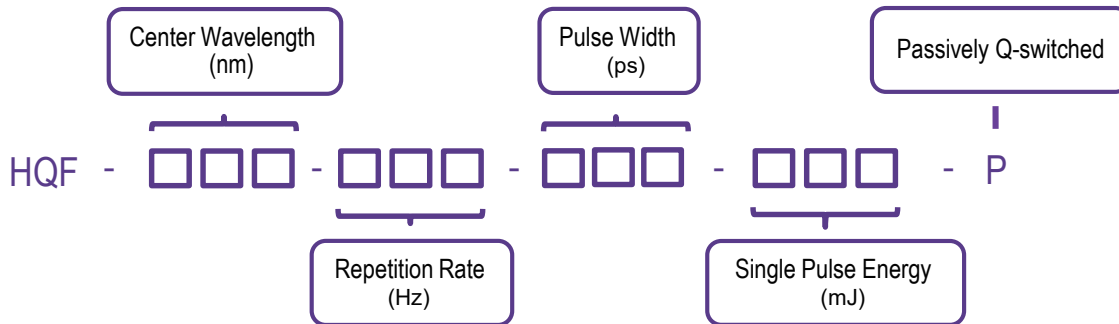 Center Wavelength
(nm)
Pulse Width
(ps)
Passively Q-switched
HQF - □□□ - □□□ - □□□ - □□□ - P
Repetition Rate
(Hz)
Single Pulse Energy
(mJ)